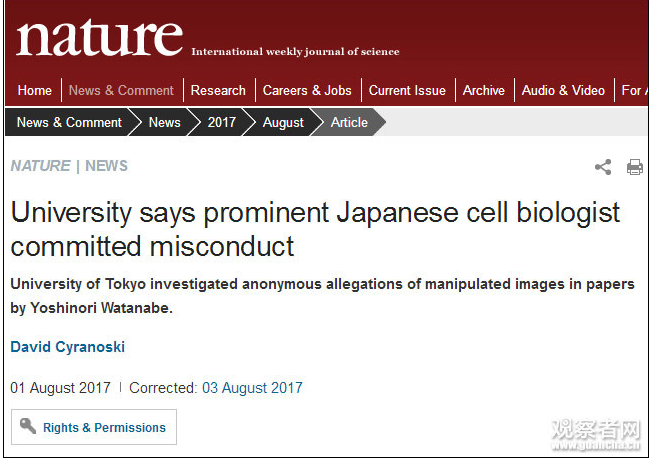 nature International weekly journal of science
Home News & Comment Research Careers & Jobs Current Issue Archive Audio & Video For
News & Comment News 2017 August Article
NATURE | NEWS
University says prominent Japanese cell biologist
committed misconduct
University of Tokyo investigated anonymous allegations of manipulated images in papers
by Yoshinori Watanabe.
David Cyranoski
01 August 2017 | Corrected: 03 August 2017
Rights & Permissions
观察者网
www.guancha.cn